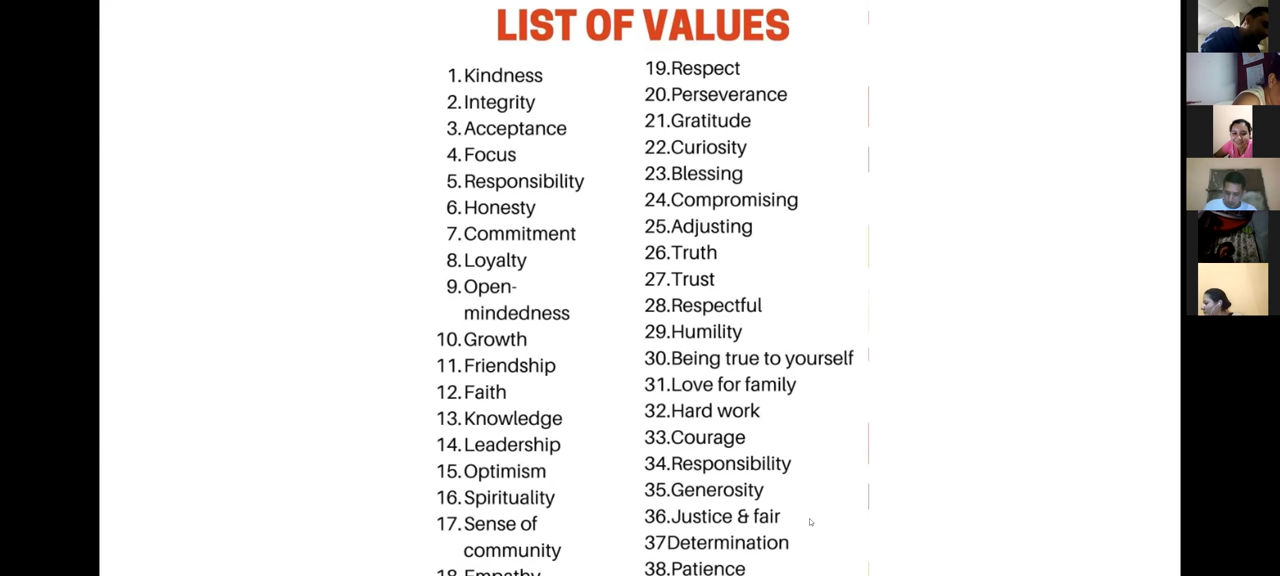 LIST OF VALUES
1. Kindness
2. Integrity
3. Acceptance
4. Focus
5. Responsibility
6. Honesty
7. Commitment
8. Loyalty
9. Open-
mindedness
10. Growth
11. Friendship
12. Faith
13. Knowledge
14. Leadership
15. Optimism
16. Spirituality
17. Sense of
community
18. Empathy
19.Respect
20.Perseverance
21.Gratitude
22.Curiosity
23.Blessing
24.Compromising
25.Adjusting
26.Truth
27.Trust
28.Respectful
29.Humility
30.Being true to yourself
31.Love for family
32.Hard work
33.Courage
34.Responsibility
35.Generosity
36.Justice & fair
37Determination
38.Patience